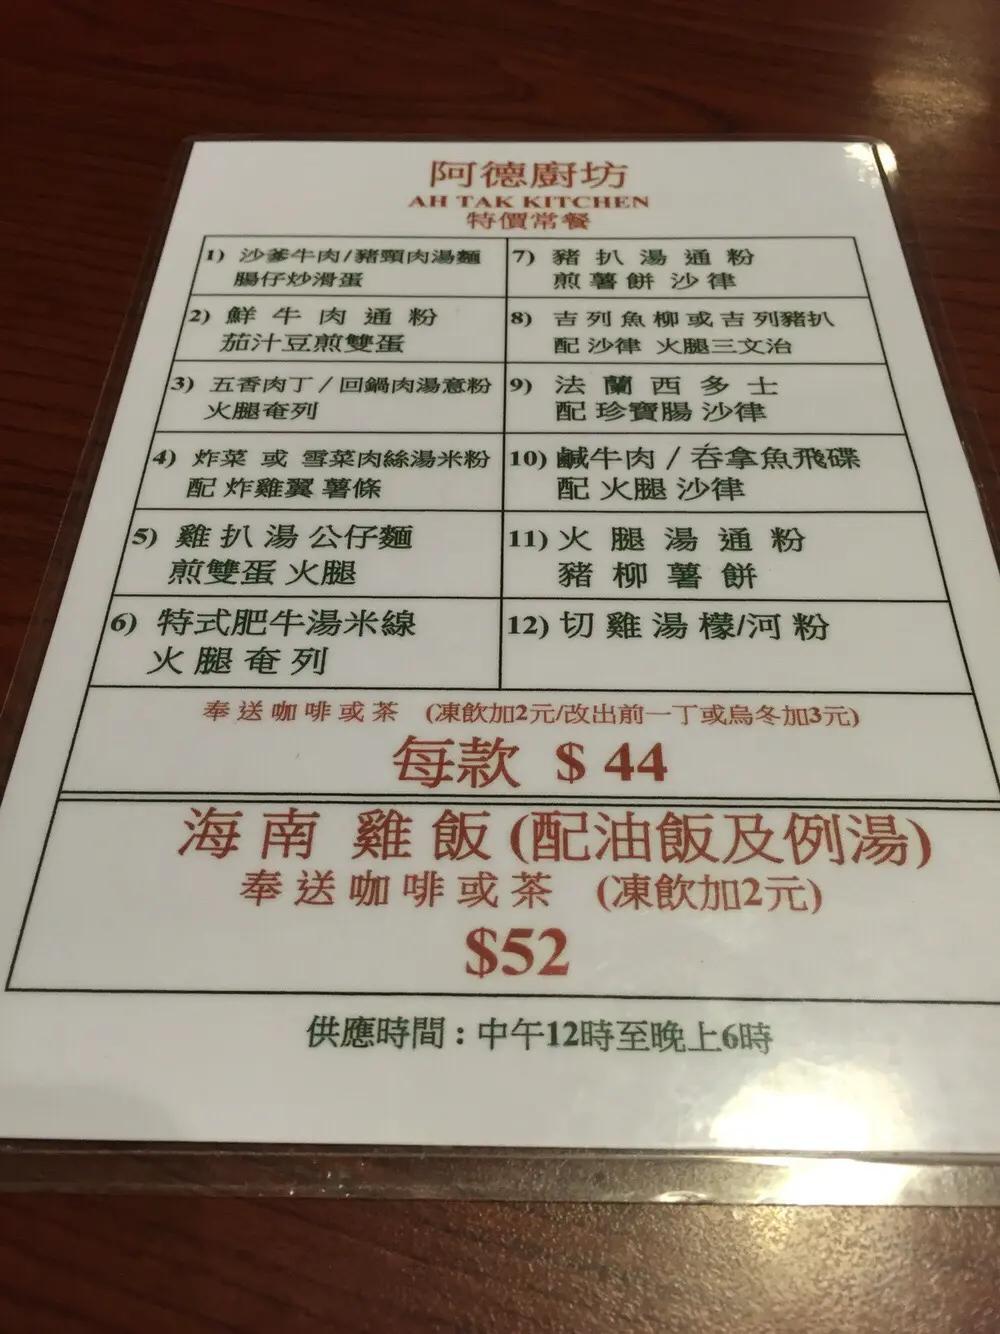 阿德廚坊
AH TAK KITCHEN
特價常餐
1) 沙爹牛肉/豬頸肉湯麵
腸仔炒滑蛋
2) 鮮牛肉通粉
茄汁豆煎雙蛋
3) 五香肉丁/回鍋肉湯意粉
火腿奄列
4) 炸菜 或 雪菜肉絲湯米粉
配 炸雞翼 薯條
5) 雞扒湯公仔麵
煎雙蛋 火腿
6) 特式肥牛湯米線
火腿奄列
7) 豬扒湯通粉
煎薯餅 沙律
8) 吉列魚柳或吉列豬扒
配 沙律 火腿三文治
9) 法蘭西多士
配 珍寶腸 沙律
10) 鹹牛肉 / 吞拿魚飛碟
配 火腿 沙律
11) 火腿湯通粉
豬柳薯餅
12) 切雞湯檬/河粉
奉送咖啡或茶 (凍飲加2元/改出前一丁或烏冬加3元)
每款 $ 44
海南 雞飯 (配油飯及例湯)
奉送咖啡或茶 (凍飲加2元)
$52
供應時間 : 中午12時至晚上6時